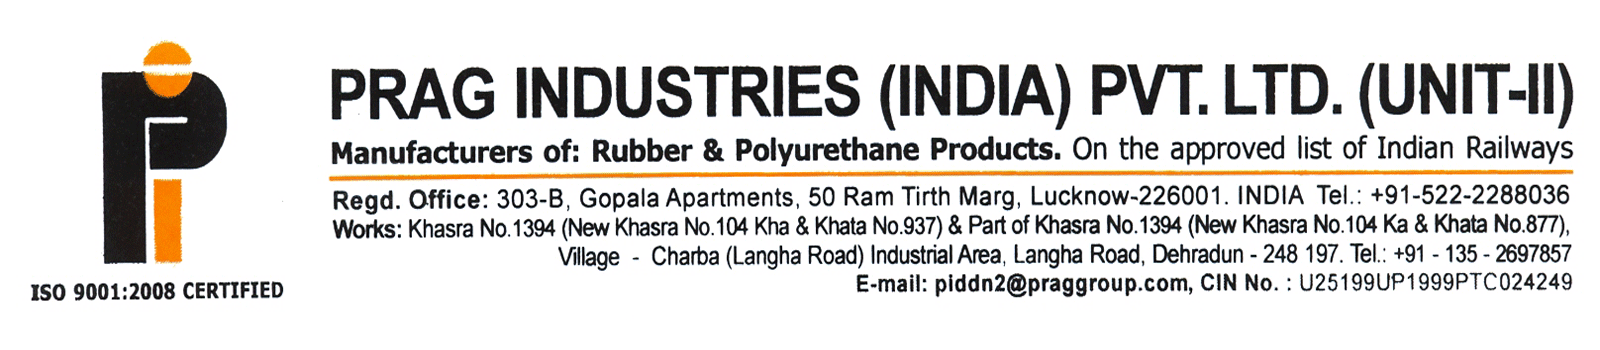 PRAG INDUSTRIES (INDIA) PVT. LTD. (UNIT-II)
Manufacturers of: Rubber & Polyurethane Products. On the approved list of Indian Railways
Regd. Office: 303-B, Gopala Apartments, 50 Ram Tirth Marg, Lucknow-226001. INDIA Tel.: +91-522-2288036
Works: Khasra No.1394 (New Khasra No.104 Kha & Khata No.937) & Part of Khasra No.1394 (New Khasra No.104 Ka & Khata No.877),
Village - Charba (Langha Road) Industrial Area, Langha Road, Dehradun - 248 197. Tel.: +91 - 135 - 2697857
E-mail: piddn2@praggroup.com, CIN No. : U25199UP1999PTC024249
ISO 9001:2008 CERTIFIED